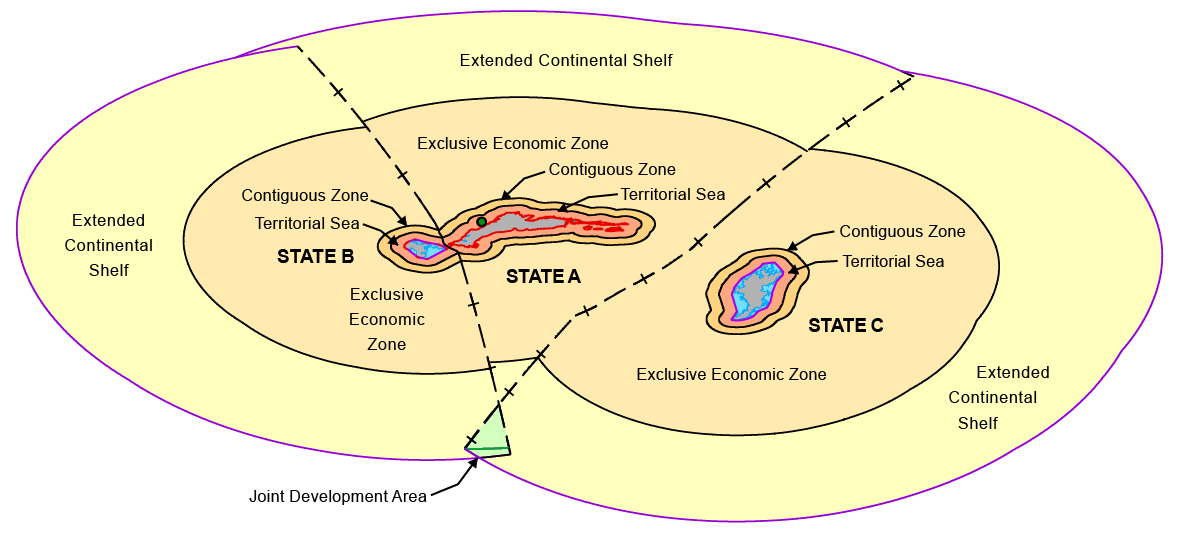 Extended Continental Shelf
Exclusive Economic Zone
Contiguous Zone
Territorial Sea
Contiguous Zone
Territorial Sea
STATE B
STATE A
Exclusive
Economic
Zone
Extended
Continental
Shelf
Contiguous Zone
Territorial Sea
STATE C
Exclusive Economic Zone
Extended
Continental
Shelf
Joint Development Area